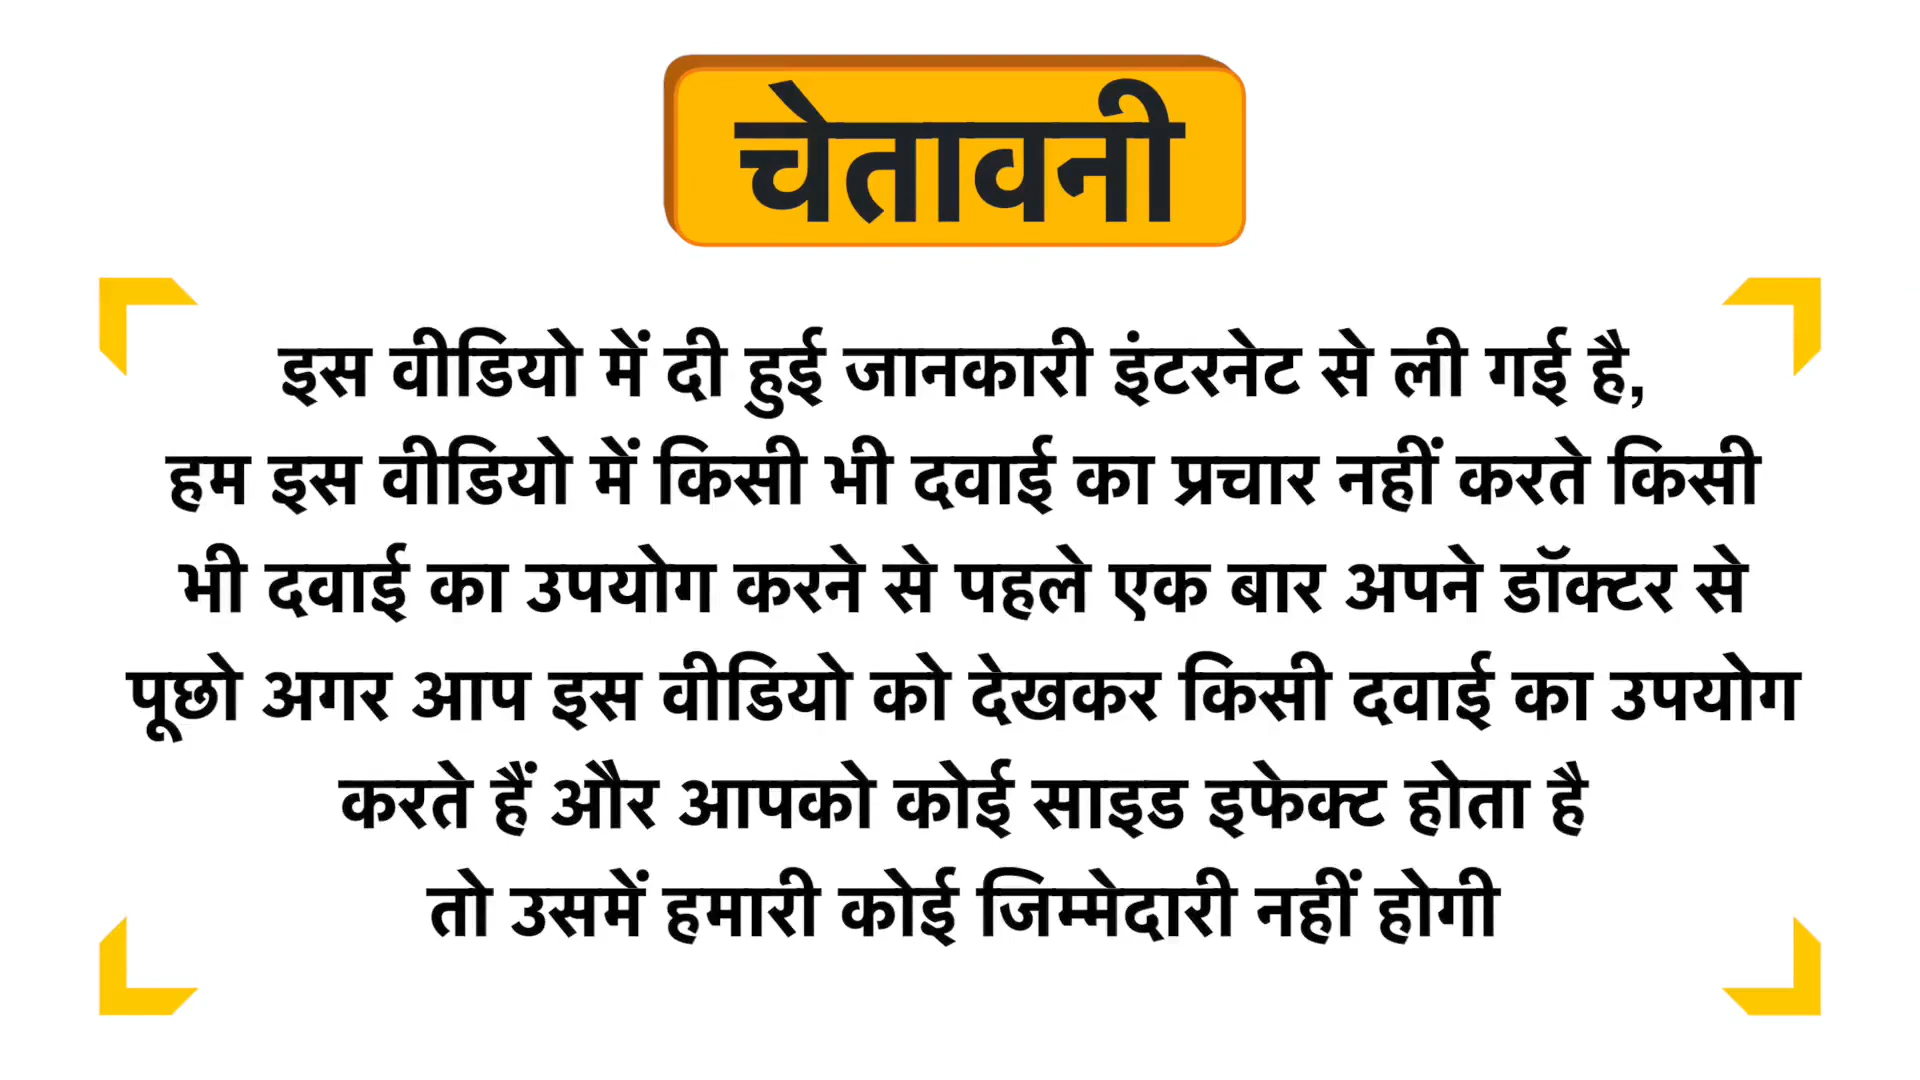 चेतावनी
इस वीडियो में दी हुई जानकारी इंटरनेट से ली गई है,
हम इस वीडियो में किसी भी दवाई का प्रचार नहीं करते किसी
भी दवाई का उपयोग करने से पहले एक बार अपने डॉक्टर से
पूछो अगर आप इस वीडियो को देखकर किसी दवाई का उपयोग
करते हैं और आपको कोई साइड इफेक्ट होता है
तो उसमें हमारी कोई जिम्मेदारी नहीं होगी